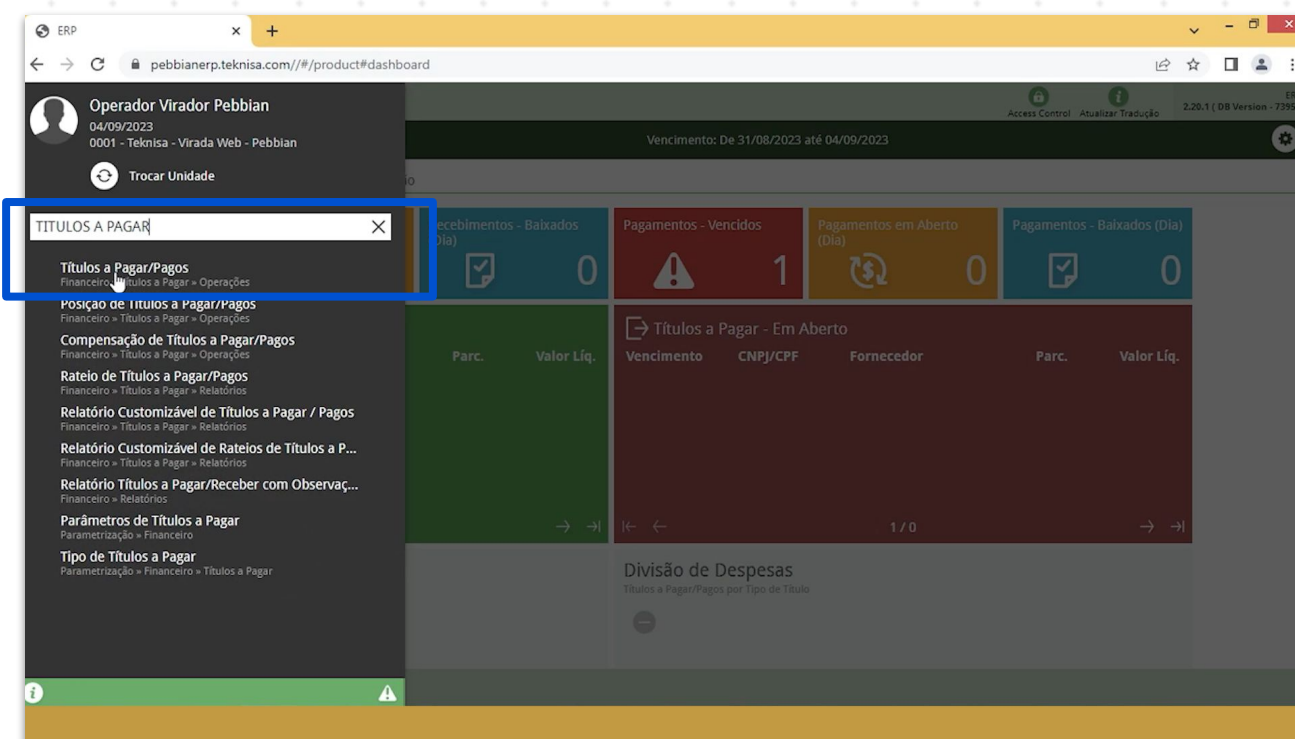 ERP
pebbianerp.teknisa.com//#/product#dashboard
Operador Virador Pebbian
04/09/2023
0001 - Teknisa - Virada Web - Pebbian
Trocar Unidade
Access Control
Atualizar Tradução
2.20.1 ( DB Version - 7395
Vencimento: De 31/08/2023 até 04/09/2023
TITULOS A PAGAR
Títulos a Pagar/Pagos
Financeiro » Títulos a Pagar » Operações
Posição de Títulos a Pagar/Pagos
Financeiro » Títulos a Pagar » Operações
Compensação de Títulos a Pagar/Pagos
Financeiro » Títulos a Pagar » Operações
Rateio de Títulos a Pagar/Pagos
Financeiro » Títulos a Pagar » Relatórios
Relatório Customizável de Títulos a Pagar / Pagos
Financeiro » Títulos a Pagar » Relatórios
Relatório Customizável de Rateios de Títulos a P...
Financeiro » Títulos a Pagar » Relatórios
Relatório Títulos a Pagar/Receber com Observaç...
Financeiro » Relatórios
Parâmetros de Títulos a Pagar
Parametrização » Financeiro
Tipo de Títulos a Pagar
Parametrização » Financeiro » Títulos a Pagar
ecebimentos - Baixados
Dia)
0
Pagamentos - Vencidos
1
Pagamentos em Aberto
(Dia)
0
Pagamentos - Baixados (Dia)
0
Parc. Valor Líq.
Títulos a Pagar - Em Aberto
Vencimento CNPJ/CPF Fornecedor Parc. Valor Líq.
1 / 0
Divisão de Despesas
Títulos a Pagar/Pagos por Tipo de Título